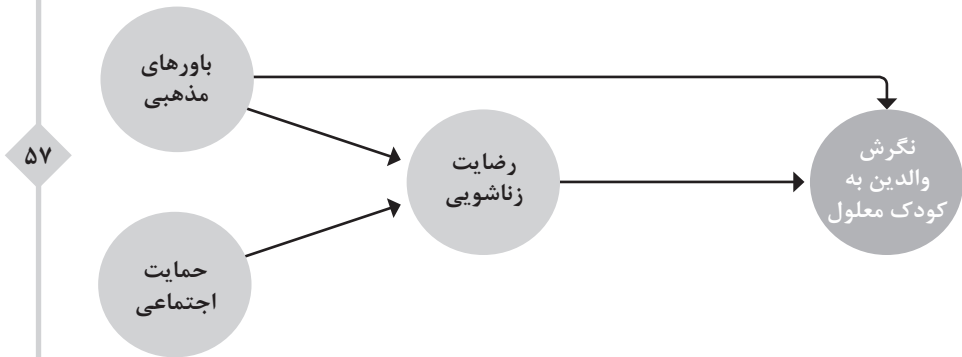 باورهای
مذهبی
۵۷
رضایت
زناشویی
نگرش
والدین به
کودک معلول
حمایت
اجتماعی